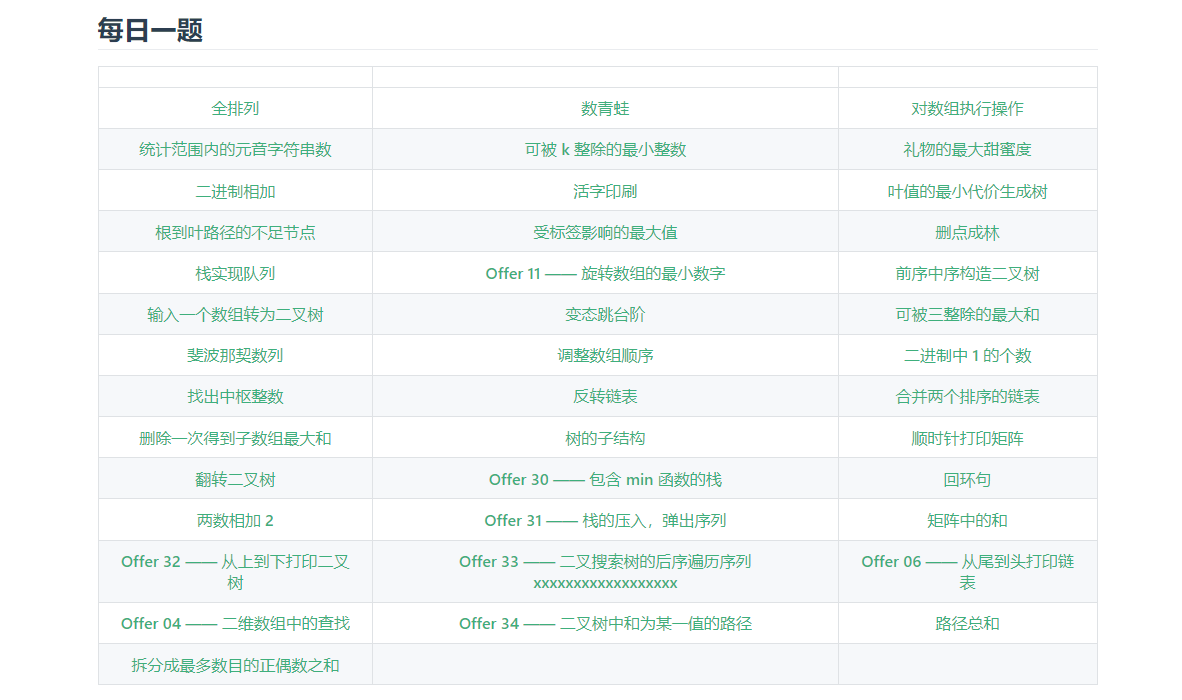 每日一题
全排列 数青蛙 对数组执行操作
统计范围内的元音字符串数 可被 k 整除的最小整数 礼物的最大甜蜜度
二进制相加 活字印刷 叶值的最小代价生成树
根到叶路径的不足节点 受标签影响的最大值 删点成林
栈实现队列 Offer 11 —— 旋转数组的最小数字 前序中序构造二叉树
输入一个数组转为二叉树 变态跳台阶 可被三整除的最大和
斐波那契数列 调整数组顺序 二进制中 1 的个数
找出中枢整数 反转链表 合并两个排序的链表
删除一次得到子数组最大和 树的子结构 顺时针打印矩阵
翻转二叉树 Offer 30 —— 包含 min 函数的栈 回环句
两数相加 2 Offer 31 —— 栈的压入，弹出序列 矩阵中的和
Offer 32 —— 从上到下打印二叉 Offer 33 —— 二叉搜索树的后序遍历序列 Offer 06 —— 从尾到头打印链
树 xxxxxxxxxxxxxxxxxx 表
Offer 04 —— 二维数组中的查找 Offer 34 —— 二叉树中和为某一值的路径 路径总和
拆分成最多数目的正偶数之和